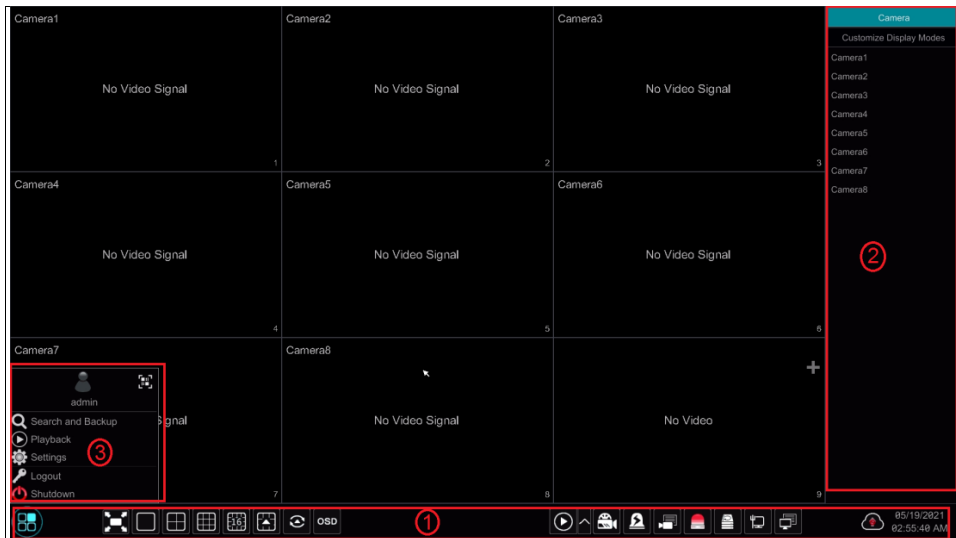 Camera1
Camera2
Camera3
Camera
Customize Display Modes
Camera1
Camera2
Camera3
Camera4
Camera5
Camera6
Camera7
Camera8
No Video Signal
No Video Signal
No Video Signal
1
2
3
Camera4
Camera5
Camera6
No Video Signal
No Video Signal
No Video Signal
2
4
5
6
Camera7
Camera8
admin
Search and Backup
Playback
Settings
Logout
Shutdown
3
Signal
No Video Signal
No Video
7
8
9
16
OSD
1
05/19/2021
02:55:40 AM